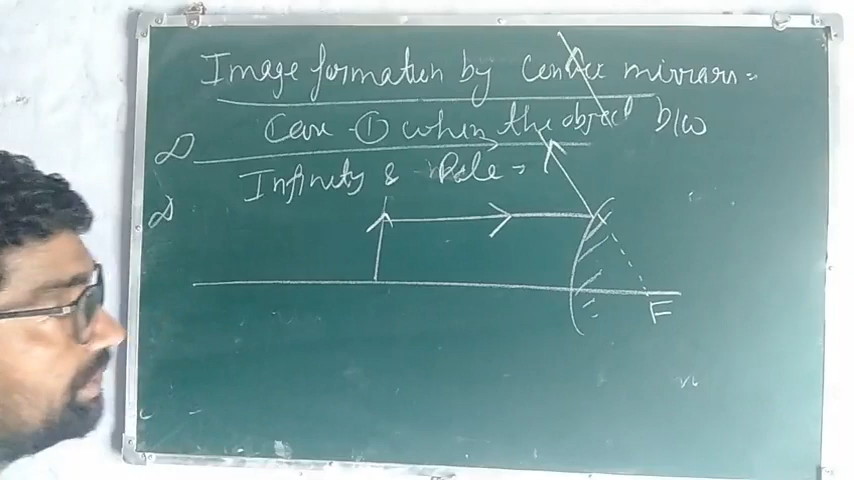 Image formation by Convex mirrors =
Case - ① when the object b/w
∞
Infinity & Pole =
∞
F